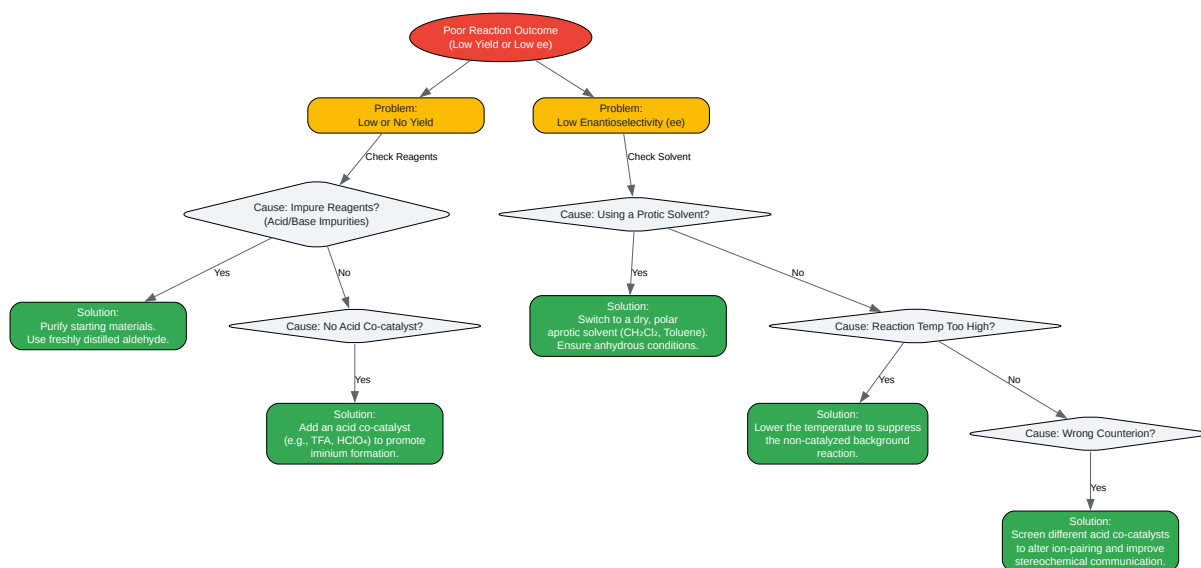 Poor Reaction Outcome
(Low Yield or Low ee)
Problem:
Low or No Yield
Problem:
Low Enantioselectivity (ee)
Check Reagents
Check Solvent
Cause: Impure Reagents?
(Acid/Base Impurities)
Cause: Using a Protic Solvent?
Yes
No
Yes
No
Solution:
Purify starting materials.
Use freshly distilled aldehyde.
Cause: No Acid Co-catalyst?
Solution:
Switch to a dry, polar
aprotic solvent (CH₂Cl₂, Toluene).
Ensure anhydrous conditions.
Cause: Reaction Temp Too High?
Yes
Yes
No
Solution:
Add an acid co-catalyst
(e.g., TFA, HClO₄) to promote
iminium formation.
Solution:
Lower the temperature to suppress
the non-catalyzed background
reaction.
Cause: Wrong Counterion?
Yes
Solution:
Screen different acid co-catalysts
to alter ion-pairing and improve
stereochemical communication.